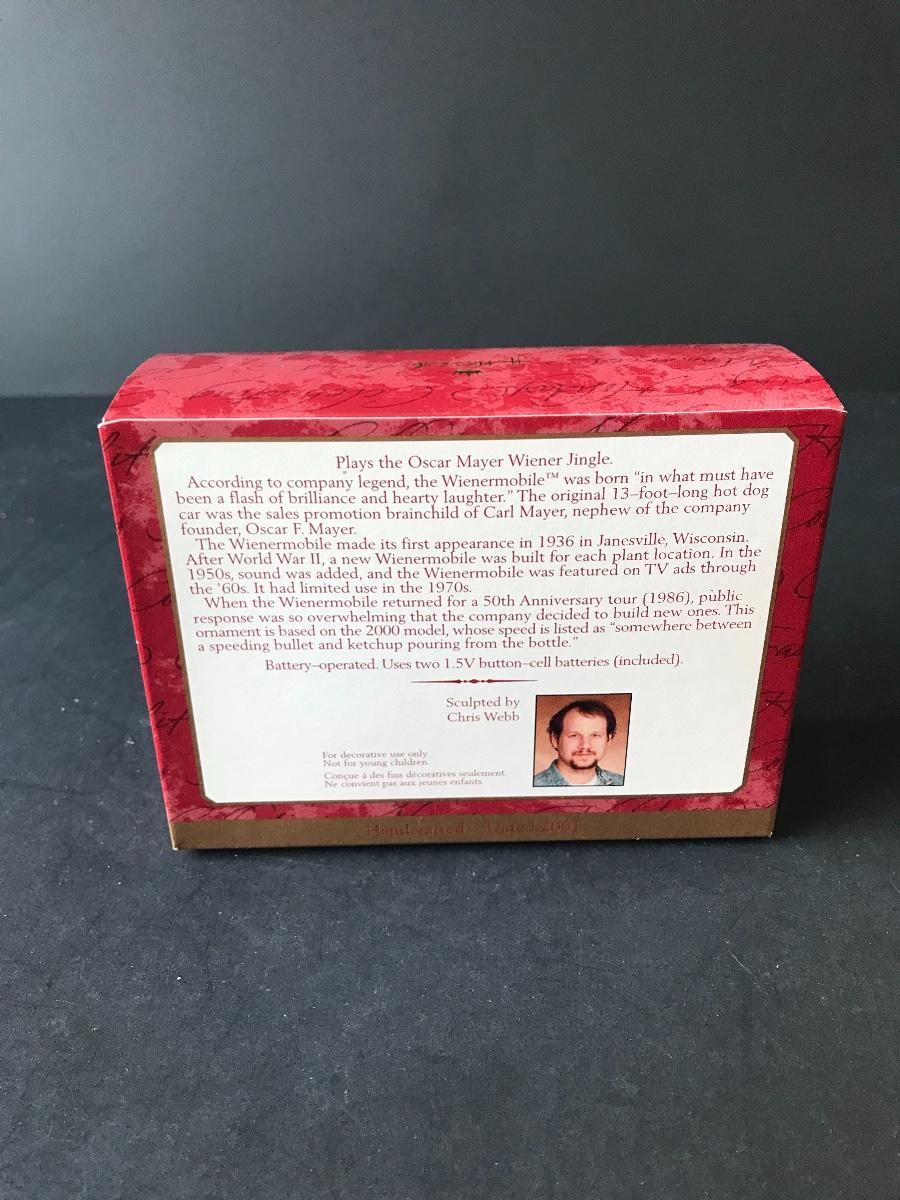 Hallmark
Plays the Oscar Mayer Wiener Jingle.
According to company legend, the Wienermobile™ was born “in what must have
been a flash of brilliance and hearty laughter.” The original 13–foot–long hot dog
car was the sales promotion brainchild of Carl Mayer, nephew of the company
founder, Oscar F. Mayer.
The Wienermobile made its first appearance in 1936 in Janesville, Wisconsin.
After World War II, a new Wienermobile was built for each plant location. In the
1950s, sound was added, and the Wienermobile was featured on TV ads through
the '60s. It had limited use in the 1970s.
When the Wienermobile returned for a 50th Anniversary tour (1986), public
response was so overwhelming that the company decided to build new ones. This
ornament is based on the 2000 model, whose speed is listed as “somewhere between
a speeding bullet and ketchup pouring from the bottle.”
Battery–operated. Uses two 1.5V button–cell batteries (included).
Sculpted by
Chris Webb
For decorative use only.
Not for young children.
Conçue à des fins décoratives seulement.
Ne convient pas aux jeunes enfants.
Handcrafted Dated 2001